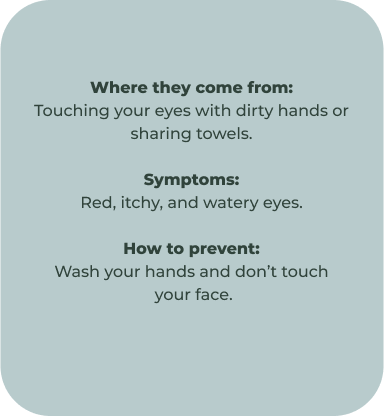 Where they come from:
Touching your eyes with dirty hands or
sharing towels.
Symptoms:
Red, itchy, and watery eyes.
How to prevent:
Wash your hands and don’t touch
your face.